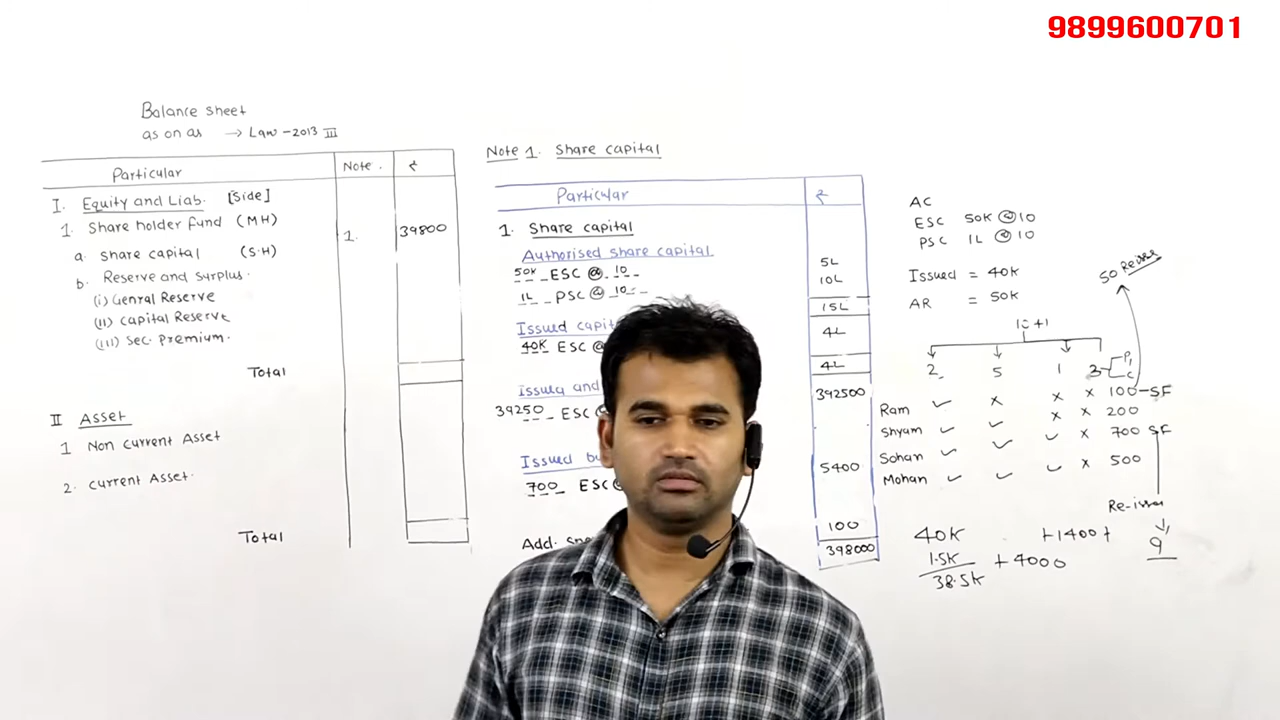 9899600701
Balance sheet
as on as → Law - 2013 III
Particular Note. ₹
I. Equity and Liab. [Side]
1. Share holder fund (MH) 39800
a. share capital (S.H) 1.
b. Reserve and surplus.
(i) Genral Reserve
(ii) capital Reserve
(iii) Sec. Premium.
Total
II Asset
1 Non current Asset
2. current Asset.
Total
Note 1. Share capital
Particular ₹
1. Share capital
Authorised share capital
50K ESC @ 10 5L
1L PSC @ 10 10L
15L
Issued capit
40K ESC @ 4L
4L
Issued and 392500
39250 ESC @
Issued bu
700 ESC @ 5400
Add. 100
398000
AC
ESC 50K @ 10
PSC 1L @ 10
Issued = 40K
AR = 50K
50 Reissu
10+1
2 5 1 3 P, C
Ram ✓ x x x 100-SF
Shyam ✓ ✓ x x 200
Sohan ✓ ✓ ✓ x 700 SF
Mohan ✓ ✓ ✓ x 500
Re-issue
9
40K +1400+
1.5K
38.5K +4000